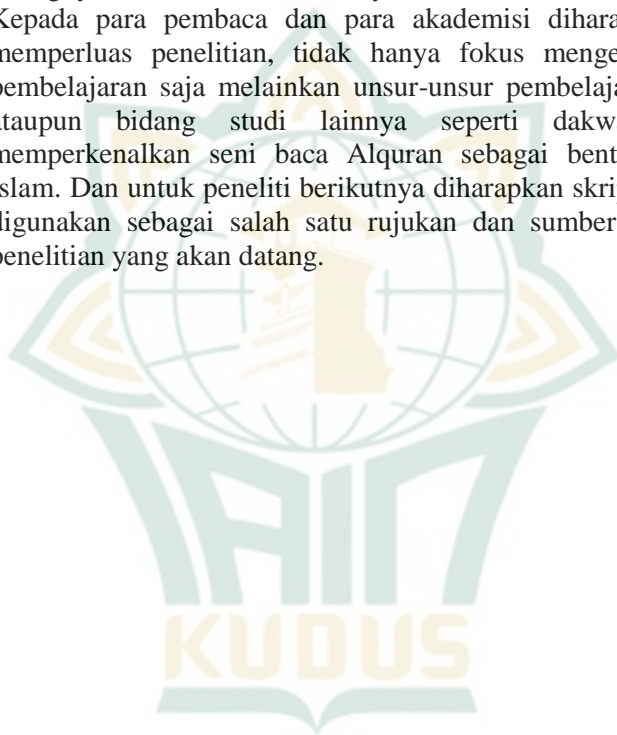 Kepada para pembaca dan para akademisi dihara
memperluas penelitian, tidak hanya fokus menge
pembelajaran saja melainkan unsur-unsur pembelaja
ataupun bidang studi lainnya seperti dakw
memperkenalkan seni baca Alquran sebagai bent
slam. Dan untuk peneliti berikutnya diharapkan skrip
digunakan sebagai salah satu rujukan dan sumber
penelitian yang akan datang.
IAIN
KUDUS